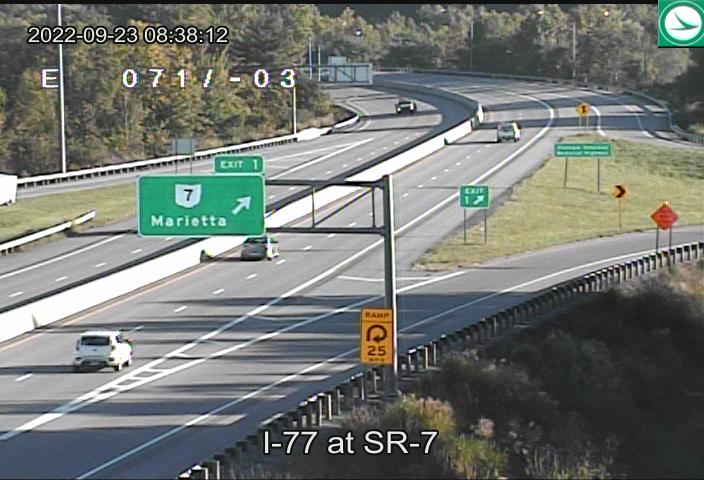 2022-09-23 08:38:12
E 071/-03
EXIT 1
7
Marietta
EXIT
1
RAMP
25
MPH
I-77 at SR-7